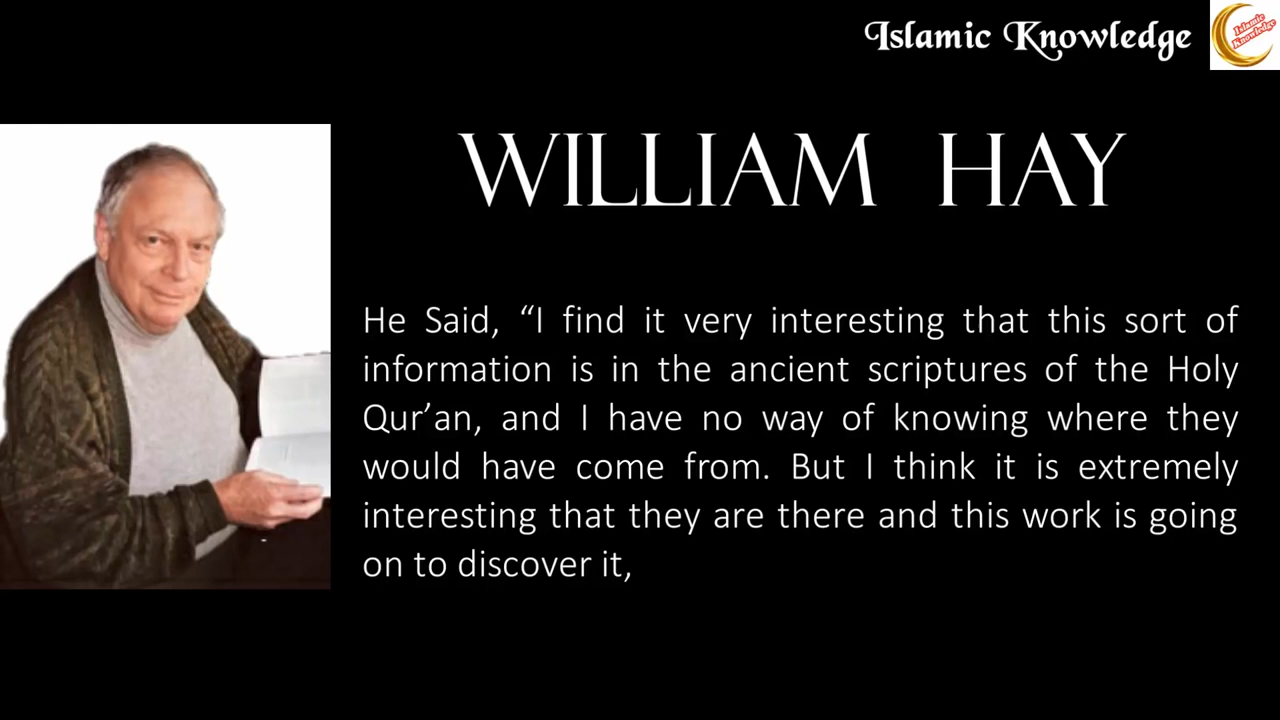 Islamic Knowledge
Islamic
Knowledge
WILLIAM HAY
He Said, “I find it very interesting that this sort of
information is in the ancient scriptures of the Holy
Qur’an, and I have no way of knowing where they
would have come from. But I think it is extremely
interesting that they are there and this work is going
on to discover it,